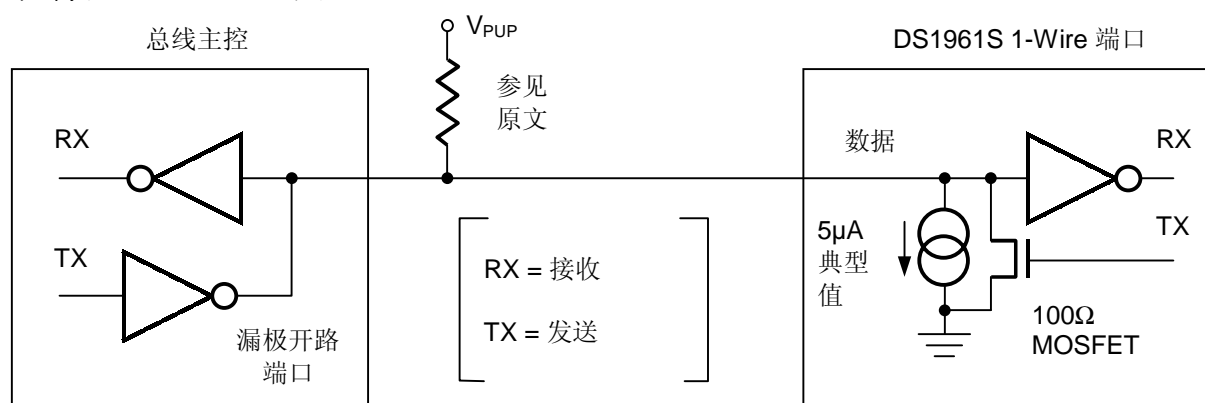 总线主控
VPUP
DS1961S 1-Wire 端口
参见
原文
RX
数据
RX
TX
5µA
典型
值
TX
RX = 接收
TX = 发送
漏极开路
端口
100Ω
MOSFET